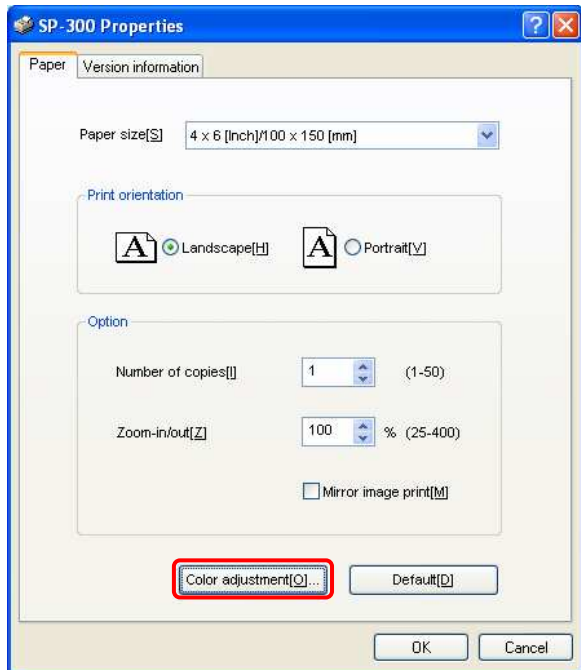 SP-300 Properties
Paper Version information
Paper size[S] 4 x 6 [Inch]/100 x 150 [mm]
Print orientation
A Landscape[H] A Portrait[V]
Option
Number of copies[I] 1 (1-50)
Zoom-in/out[Z] 100 % (25-400)
Mirror image print[M]
Color adjustment[O]... Default[D]
OK Cancel